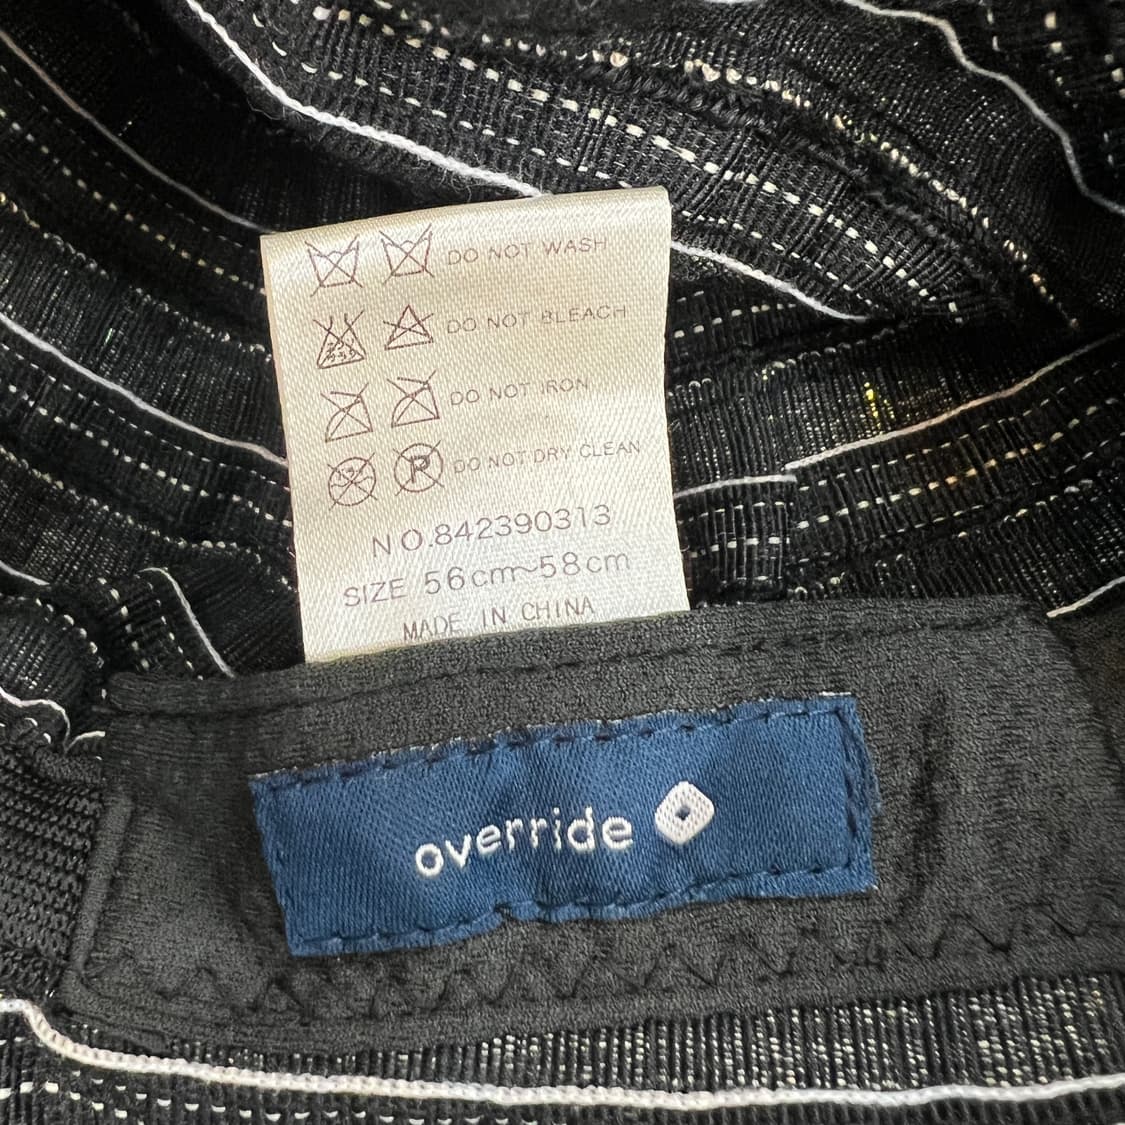 DO NOT WASH
DO NOT BLEACH
DO NOT IRON
P DO NOT DRY CLEAN
NO.842390313
SIZE 56cm~58cm
MADE IN CHINA
override